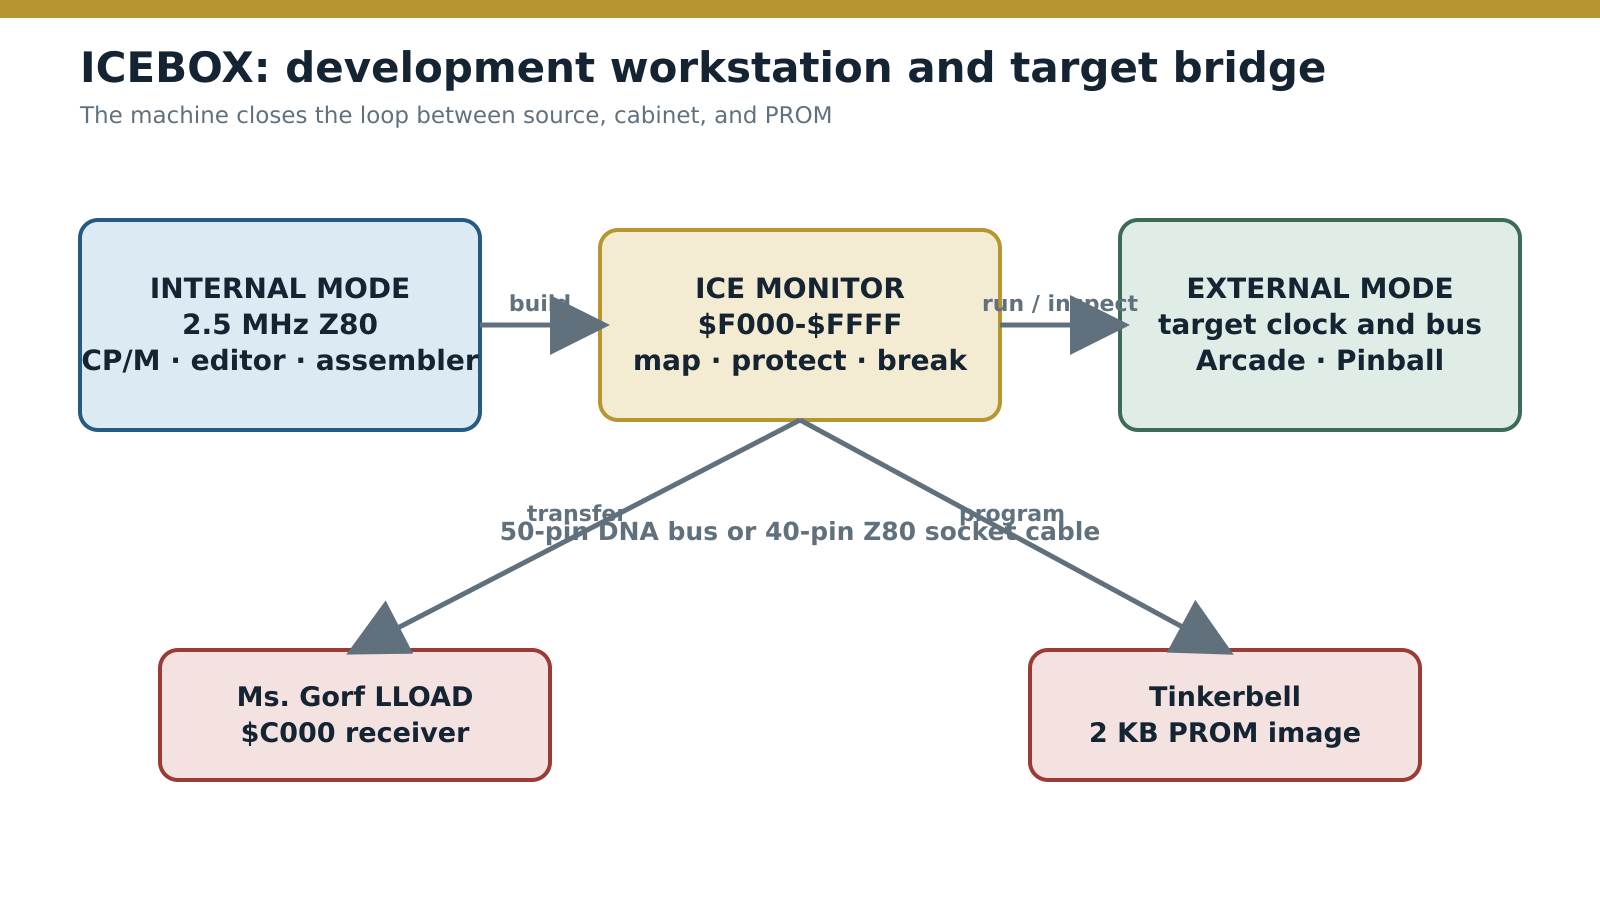 ICEBOX: development workstation and target bridge
The machine closes the loop between source, cabinet, and PROM
INTERNAL MODE
2.5 MHz Z80
CP/M · editor · assembler
build
ICE MONITOR
$F000-$FFFF
map · protect · break
run / inspect
EXTERNAL MODE
target clock and bus
Arcade · Pinball
transfer
program
50-pin DNA bus or 40-pin Z80 socket cable
Ms. Gorf LLOAD
$C000 receiver
Tinkerbell
2 KB PROM image